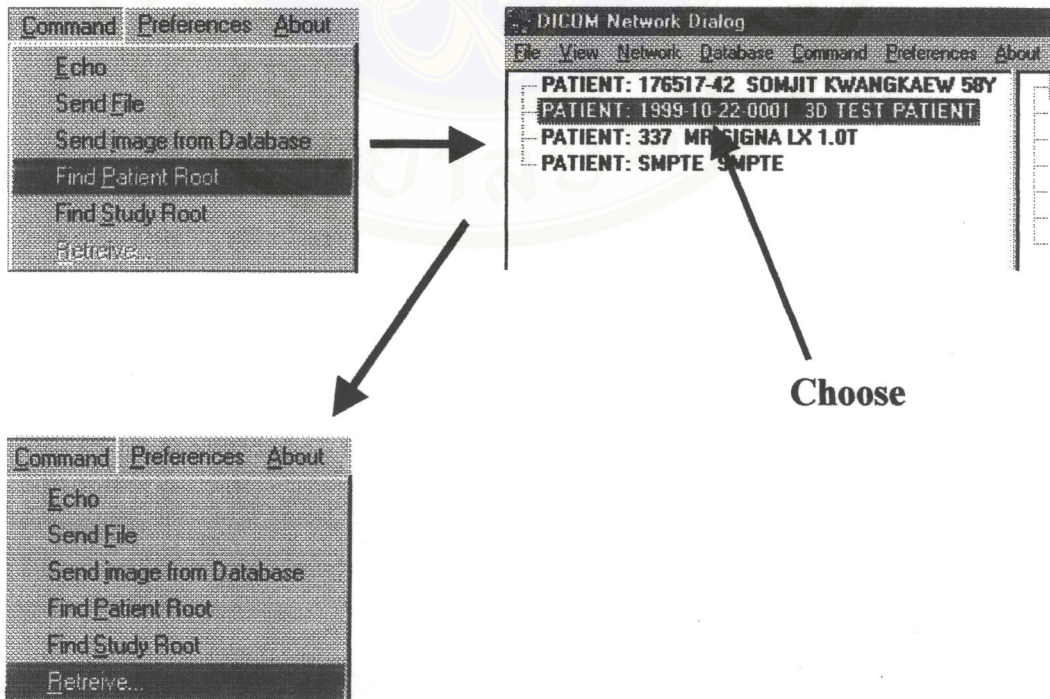 Command Preferences About
Echo
Send File
Send image from Database
Find Patient Root
Find Study Root
Retreive...
DICOM Network Dialog
File View Network Database Command Preferences About
PATIENT: 176517-42 SOMJIT KWANGKAEW 58Y
PATIENT: 1999-10-22-0001 3D TEST PATIENT
PATIENT: 337 MR SIGNA LX 1.0T
PATIENT: SMPTE SMPTE
Choose
Command Preferences About
Echo
Send File
Send image from Database
Find Patient Root
Find Study Root
Retreive...